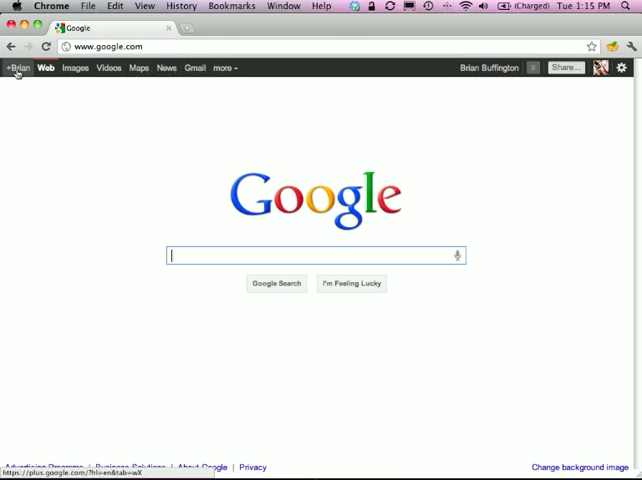 Chrome File Edit View History Bookmarks Window Help (Charged) Tue 1:15 PM
Google
www.google.com
+Brian Web Images Videos Maps News Gmail more Brian Buffington 0 Share...
Google
Google Search I'm Feeling Lucky
Advertising Programs Business Solutions About Google Privacy Change background image
https://plus.google.com/?hl=en&tab=wX